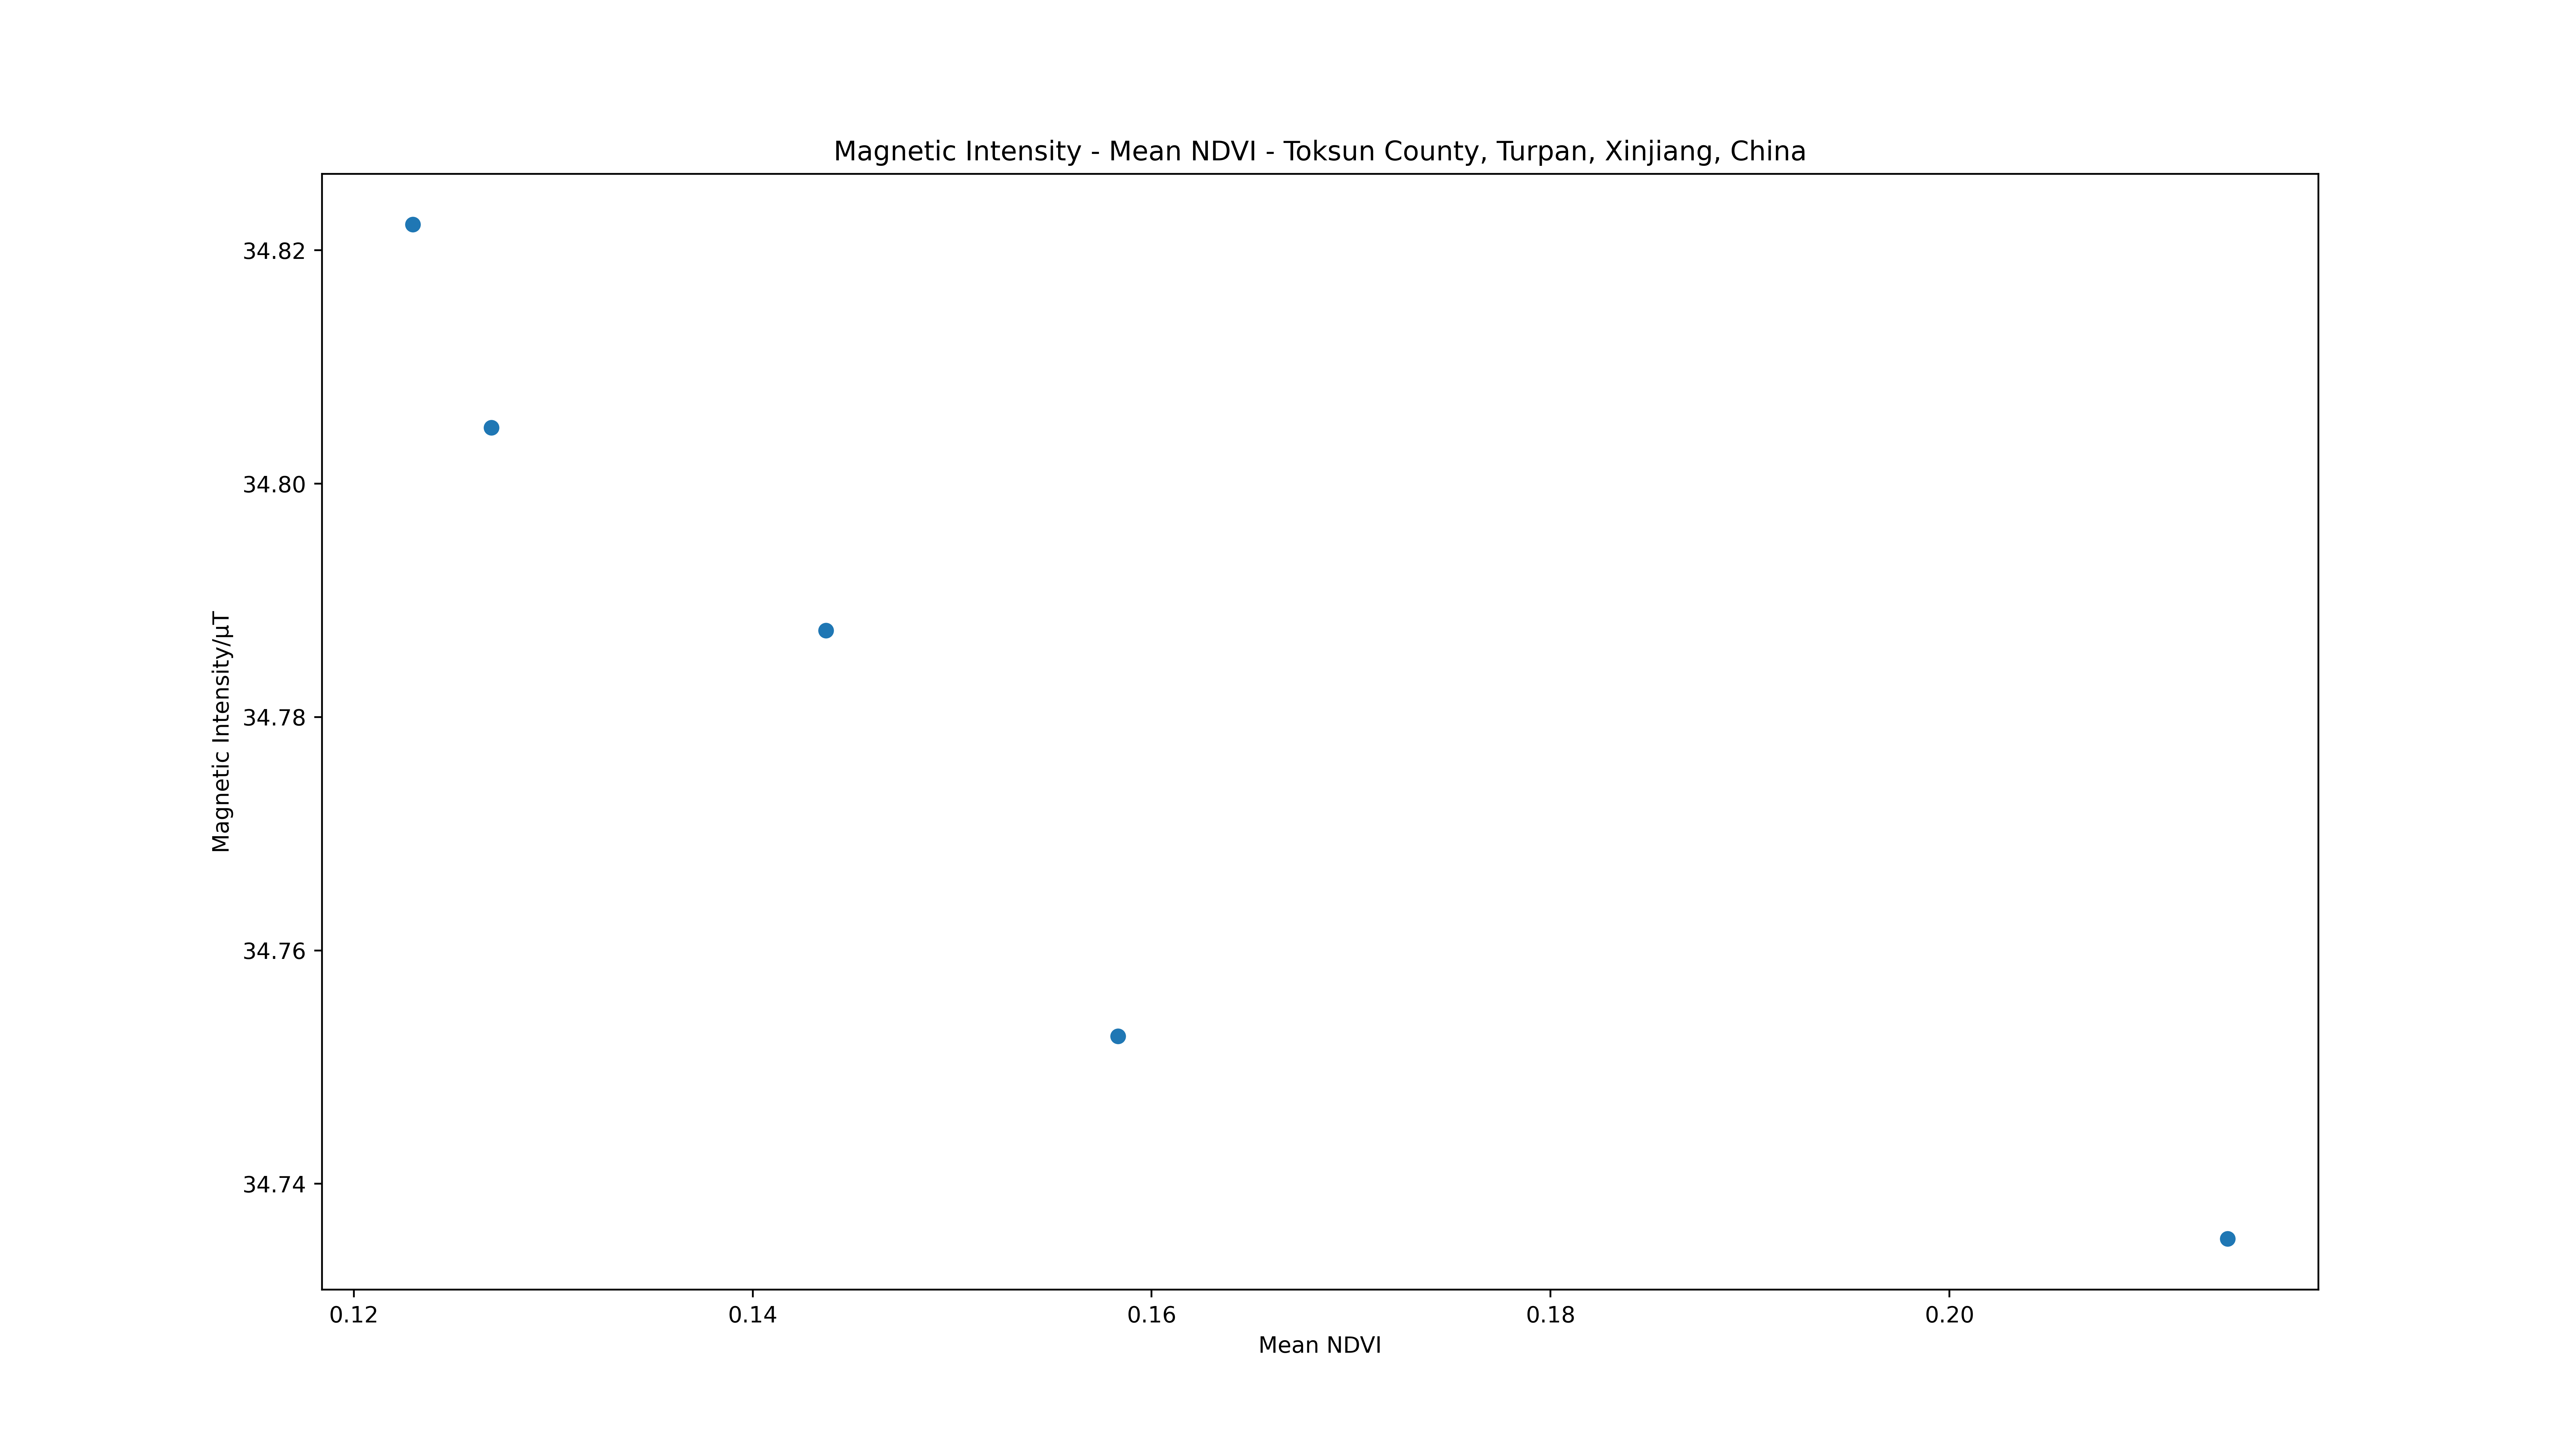 Magnetic Intensity - Mean NDVI - Toksun County, Turpan, Xinjiang, China
34.82
34.80
34.78
34.76
34.74
Magnetic Intensity/μT
0.12 0.14 0.16 0.18 0.20
Mean NDVI